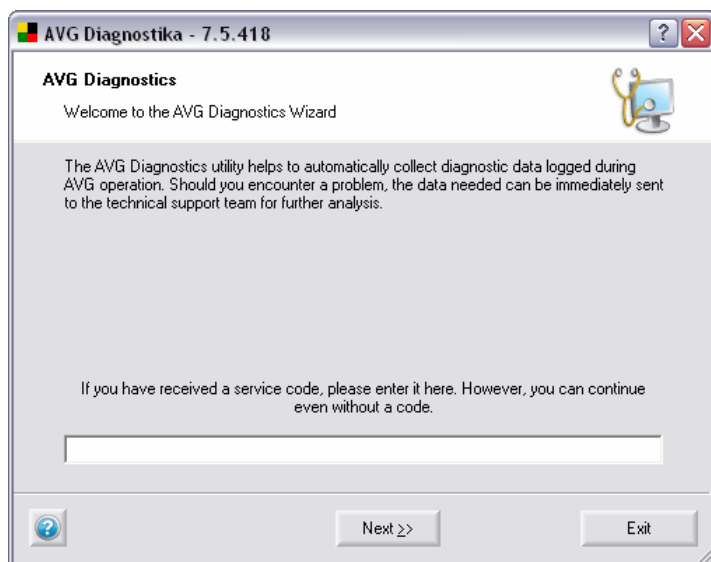 AVG Diagnostika - 7.5.418
AVG Diagnostics
Welcome to the AVG Diagnostics Wizard
The AVG Diagnostics utility helps to automatically collect diagnostic data logged during
AVG operation. Should you encounter a problem, the data needed can be immediately sent
to the technical support team for further analysis.
If you have received a service code, please enter it here. However, you can continue
even without a code.
Next >>
Exit